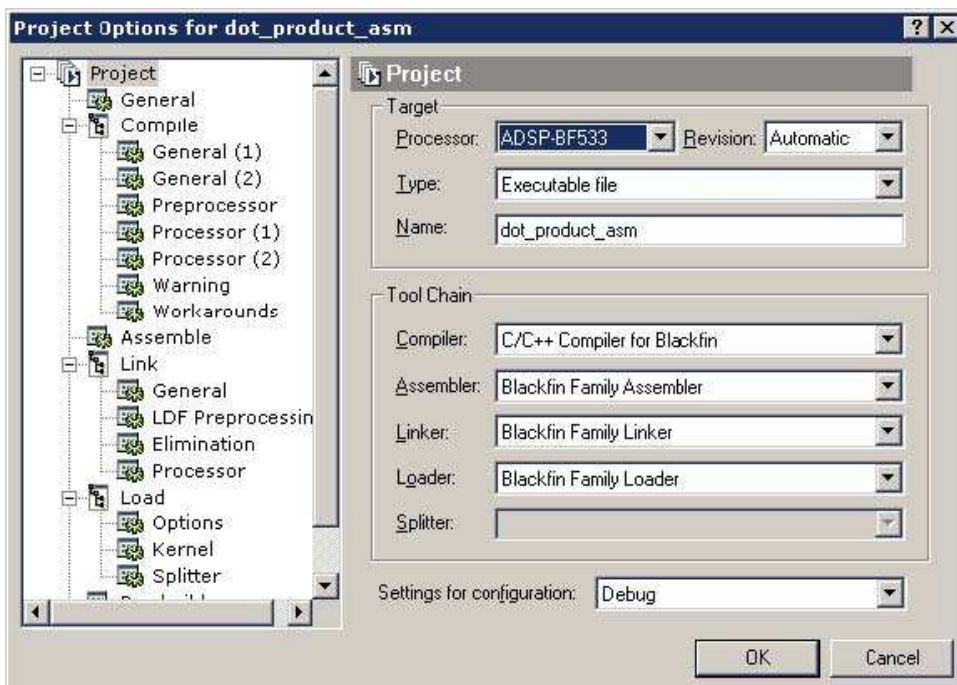 Project Options for dot_product_asm
Project
General
Compile
General (1)
General (2)
Preprocessor
Processor (1)
Processor (2)
Warning
Workarounds
Assemble
Link
General
LDF Preprocessin
Elimination
Processor
Load
Options
Kernel
Splitter
Project
Target
Processor: ADSP-BF533 Revision: Automatic
Type: Executable file
Name: dot_product_asm
Tool Chain
Compiler: C/C++ Compiler for Blackfin
Assembler: Blackfin Family Assembler
Linker: Blackfin Family Linker
Loader: Blackfin Family Loader
Splitter:
Settings for configuration: Debug
OK Cancel